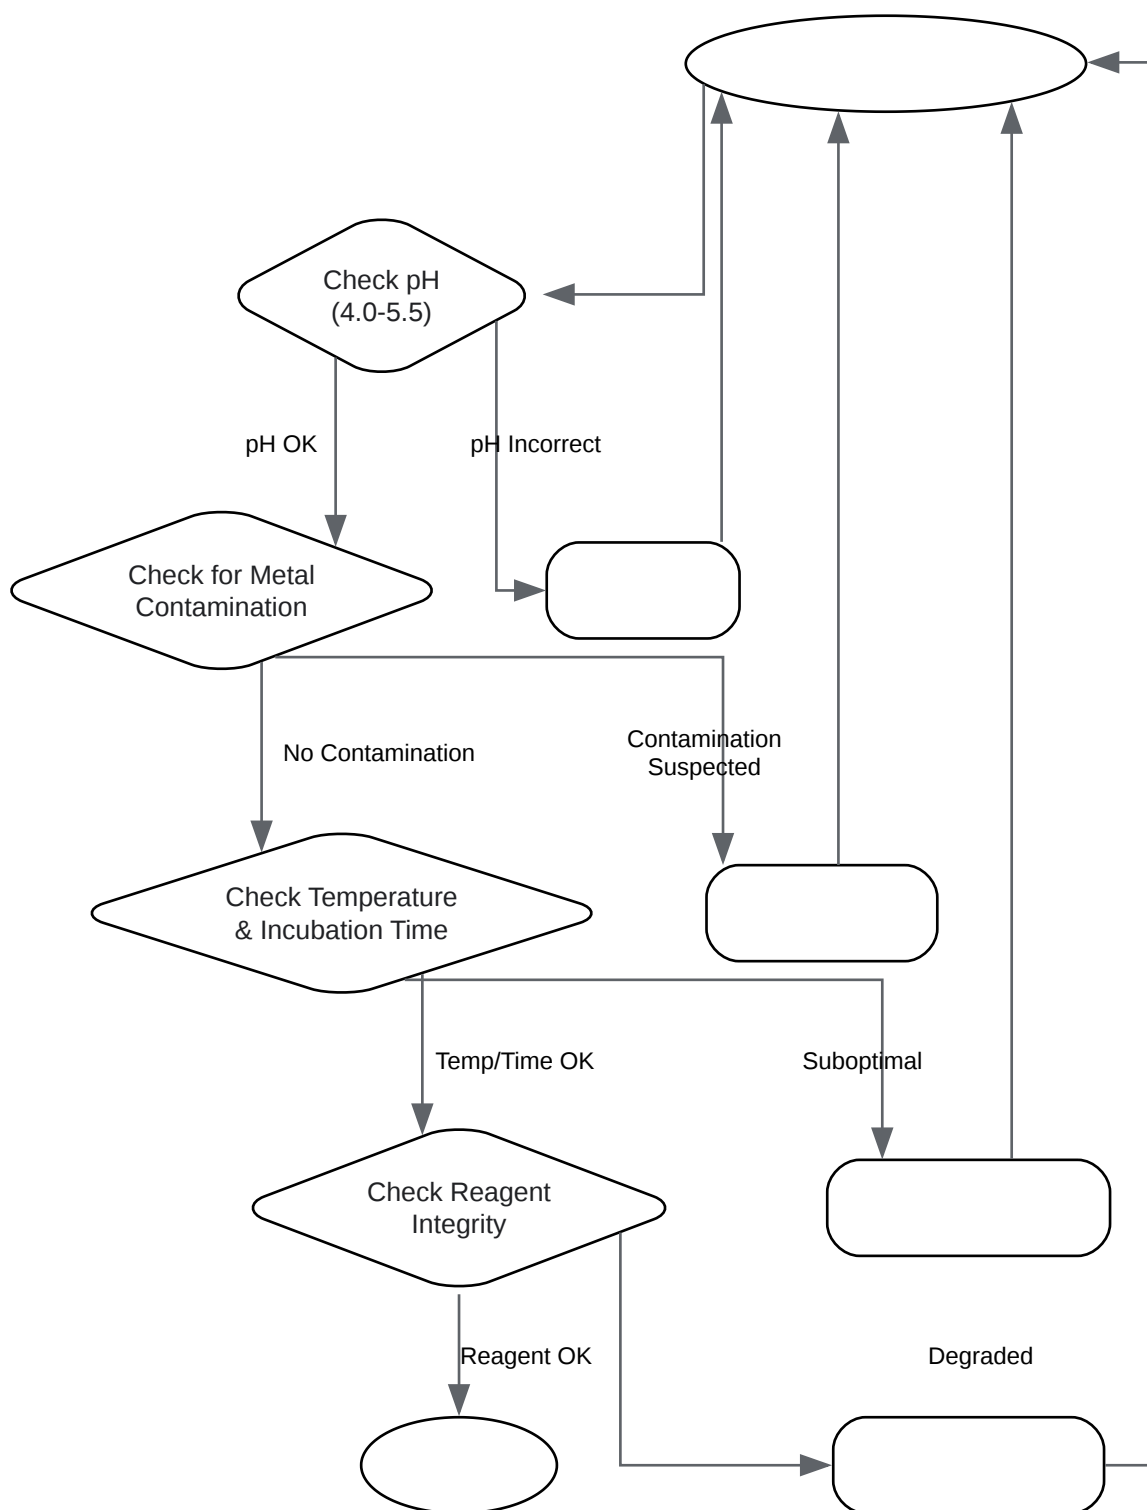 Check pH
(4.0-5.5)
pH OK
pH Incorrect
Check for Metal
Contamination
No Contamination
Contamination
Suspected
Check Temperature
& Incubation Time
Temp/Time OK
Suboptimal
Check Reagent
Integrity
Reagent OK
Degraded